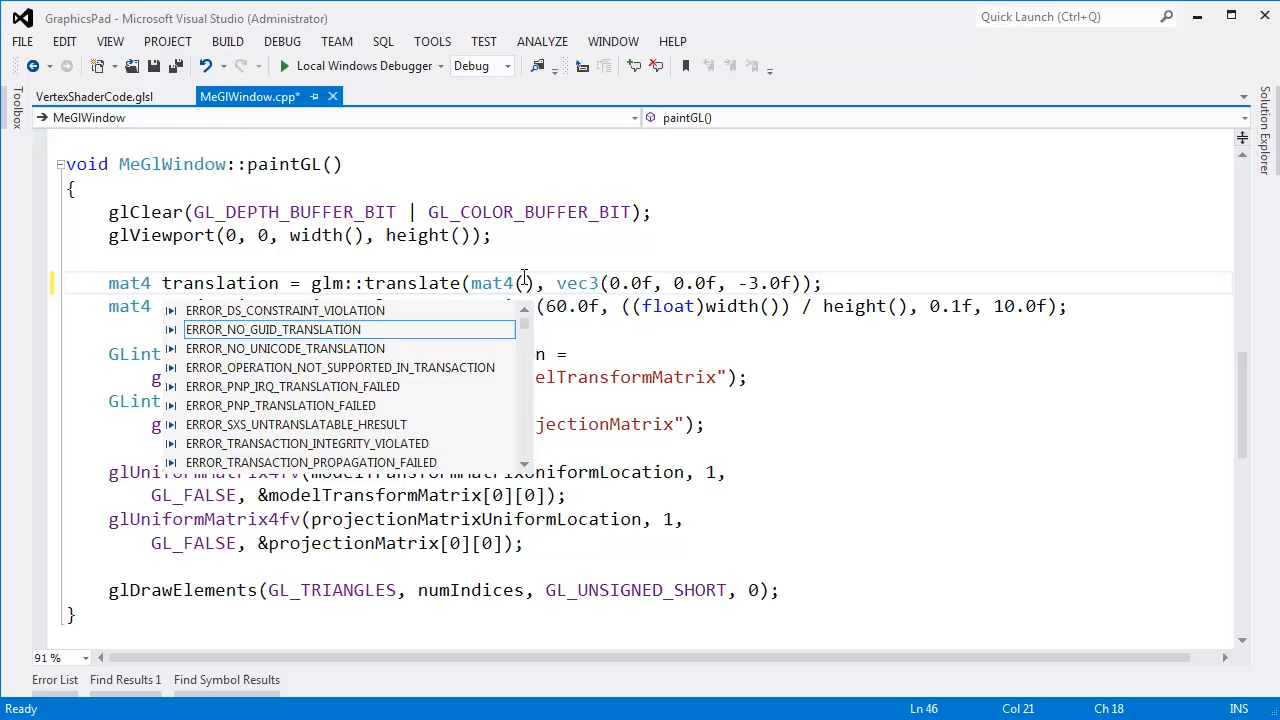 GraphicsPad - Microsoft Visual Studio (Administrator)
Quick Launch (Ctrl+Q)
FILE EDIT VIEW PROJECT BUILD DEBUG TEAM SQL TOOLS TEST ANALYZE WINDOW HELP
Local Windows Debugger Debug
VertexShaderCode.glsl MeGlWindow.cpp*
MeGlWindow paintGL()
Toolbox
Solution Explorer
void MeGlWindow::paintGL()
{
glClear(GL_DEPTH_BUFFER_BIT | GL_COLOR_BUFFER_BIT);
glViewport(0, 0, width(), height());
mat4 translation = glm::translate(mat4(), vec3(0.0f, 0.0f, -3.0f));
mat4 (60.0f, ((float)width()) / height(), 0.1f, 10.0f);
ERROR_DS_CONSTRAINT_VIOLATION
ERROR_NO_GUID_TRANSLATION
ERROR_NO_UNICODE_TRANSLATION
ERROR_OPERATION_NOT_SUPPORTED_IN_TRANSACTION
ERROR_PNP_IRQ_TRANSLATION_FAILED
ERROR_PNP_TRANSLATION_FAILED
ERROR_SXS_UNTRANSLATABLE_HRESULT
ERROR_TRANSACTION_INTEGRITY_VIOLATED
ERROR_TRANSACTION_PROPAGATION_FAILED
GLint n =
g elTransformMatrix");
GLint
g jectionMatrix");
glUniformMatrix4fv(modelTransformMatrixUniformLocation, 1,
GL_FALSE, &modelTransformMatrix[0][0]);
glUniformMatrix4fv(projectionMatrixUniformLocation, 1,
GL_FALSE, &projectionMatrix[0][0]);
glDrawElements(GL_TRIANGLES, numIndices, GL_UNSIGNED_SHORT, 0);
}
91 %
Error List Find Results 1 Find Symbol Results
Ready Ln 46 Col 21 Ch 18 INS